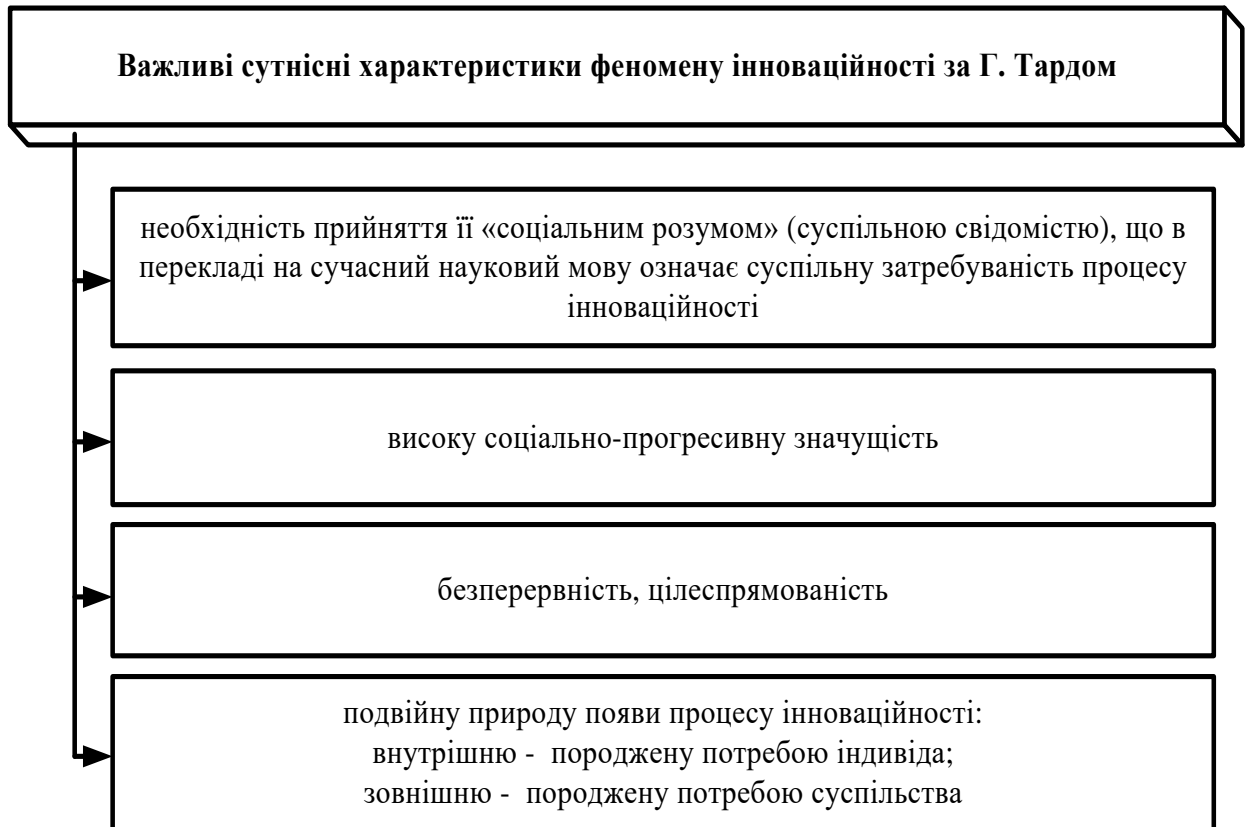 Важливі сутнісні характеристики феномену інноваційності за Г. Тардом
необхідність прийняття її «соціальним розумом» (суспільною свідомістю), що в
перекладі на сучасний науковий мову означає суспільну затребуваність процесу
інноваційності
високу соціально-прогресивну значущість
безперервність, цілеспрямованість
подвійну природу появи процесу інноваційності:
внутрішню - породжену потребою індивіда;
зовнішню - породжену потребою суспільства